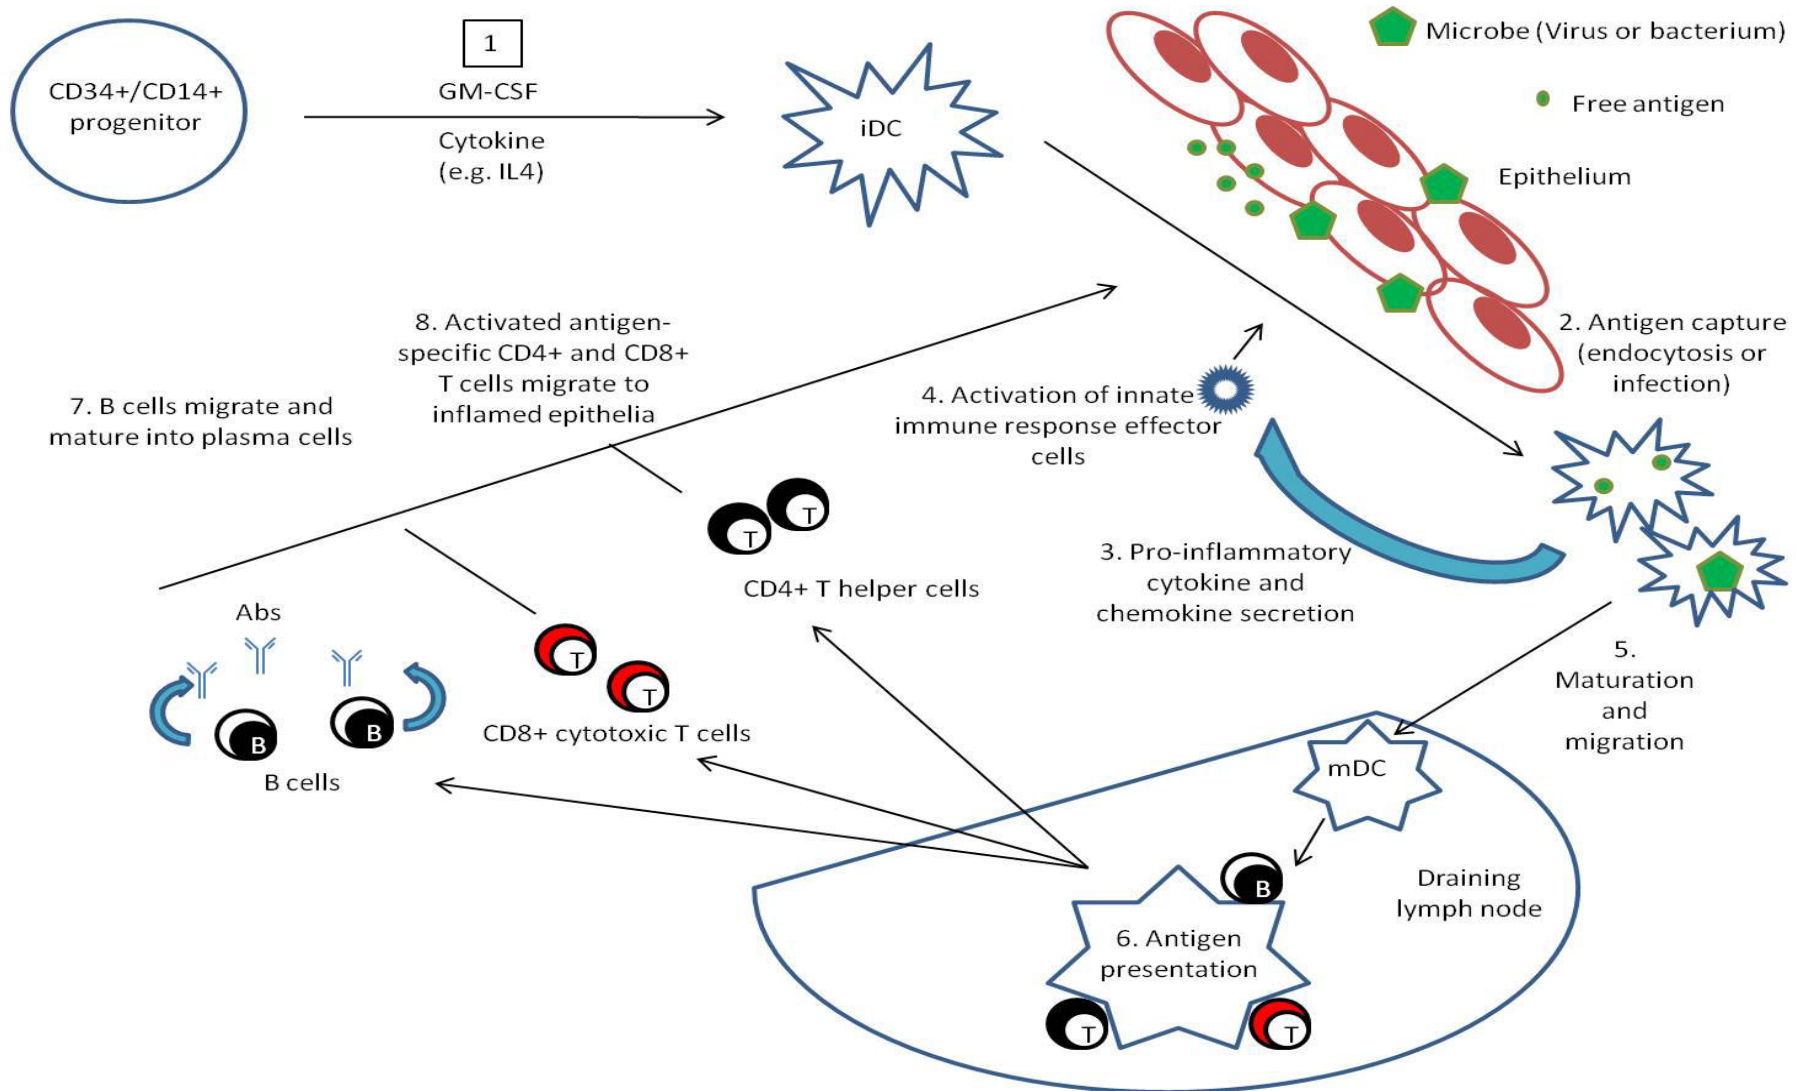 1
CD34+/CD14+
progenitor
GM-CSF
Cytokine
(e.g. IL4)
iDC
Microbe (Virus or bacterium)
Free antigen
Epithelium
2. Antigen capture
(endocytosis or
infection)
8. Activated antigen-
specific CD4+ and CD8+
T cells migrate to
inflamed epithelia
7. B cells migrate and
mature into plasma cells
4. Activation of innate
immune response effector
cells
3. Pro-inflammatory
cytokine and
chemokine secretion
T
T
CD4+ T helper cells
Abs
T
T
CD8+ cytotoxic T cells
B
B
B cells
5.
Maturation
and
migration
mDC
B
Draining
lymph node
6. Antigen
presentation
T
T